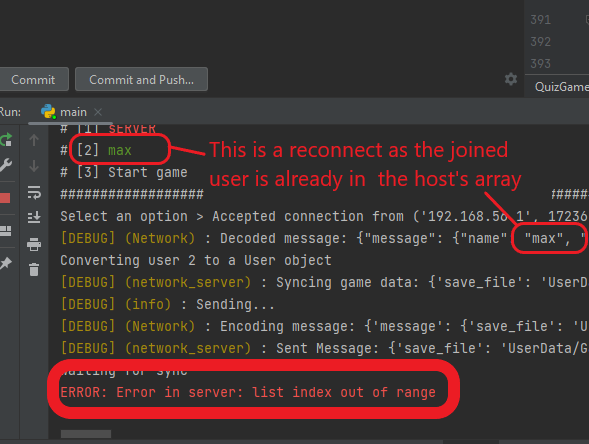 391
392
393
Commit
Commit and Push...
QuizGame
Run:
main
# [1] SERVER
# [2] max
This is a reconnect as the joined
user is already in the host's array
# [3] Start game
##################
Select an option > Accepted connection from ('192.168.56.1', 17236
[DEBUG] (Network) : Decoded message: {"message": {"name" "max", "
Converting user 2 to a User object
[DEBUG] (network_server) : Syncing game data: {'save_file': 'UserD
[DEBUG] (info) : Sending...
[DEBUG] (Network) : Encoding message: {'message': {'save_file': 'U
[DEBUG] (network_server) : Sent Message: {'save_file': 'UserData/G
Waiting for sync
ERROR: Error in server: list index out of range